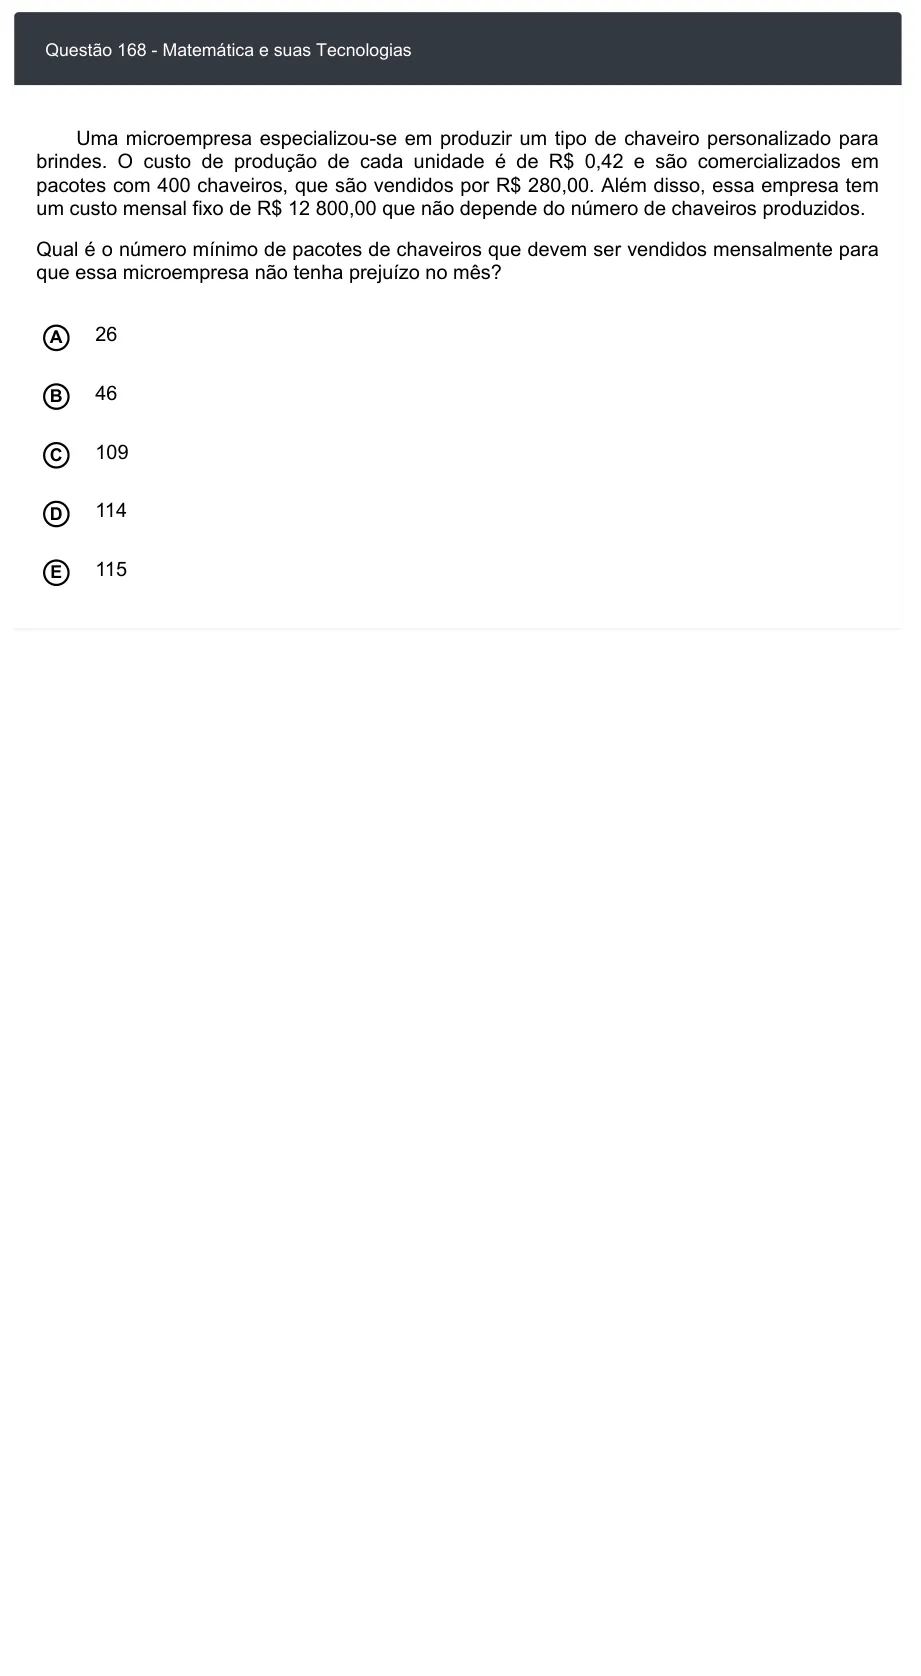 Questão 168 - Matemática e suas Tecnologias
Uma microempresa especializou-se em produzir um tipo de chaveiro personalizado para
brindes. O custo de produção de cada unidade é de R$ 0,42 e são comercializados em
pacotes com 400 chaveiros, que são vendidos por R$ 280,00. Além disso, essa empresa tem
um custo mensal fixo de R$ 12 800,00 que não depende do número de chaveiros produzidos.
Qual é o número mínimo de pacotes de chaveiros que devem ser vendidos mensalmente para
que essa microempresa não tenha prejuízo no mês?
A 26
B 46
C 109
D 114
E 115